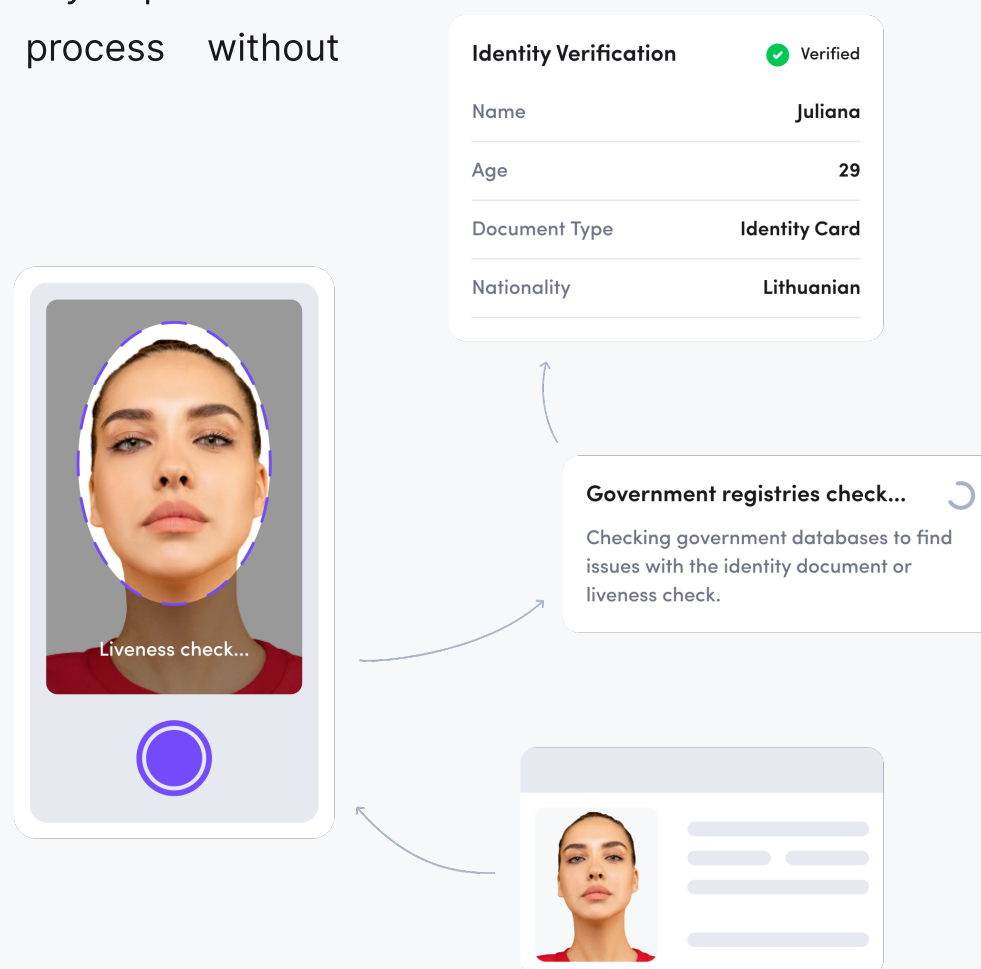 process without
Identity Verification Verified
Name Juliana
Age 29
Document Type Identity Card
Nationality Lithuanian
Government registries check...
Checking government databases to find
issues with the identity document or
liveness check.
Liveness check...